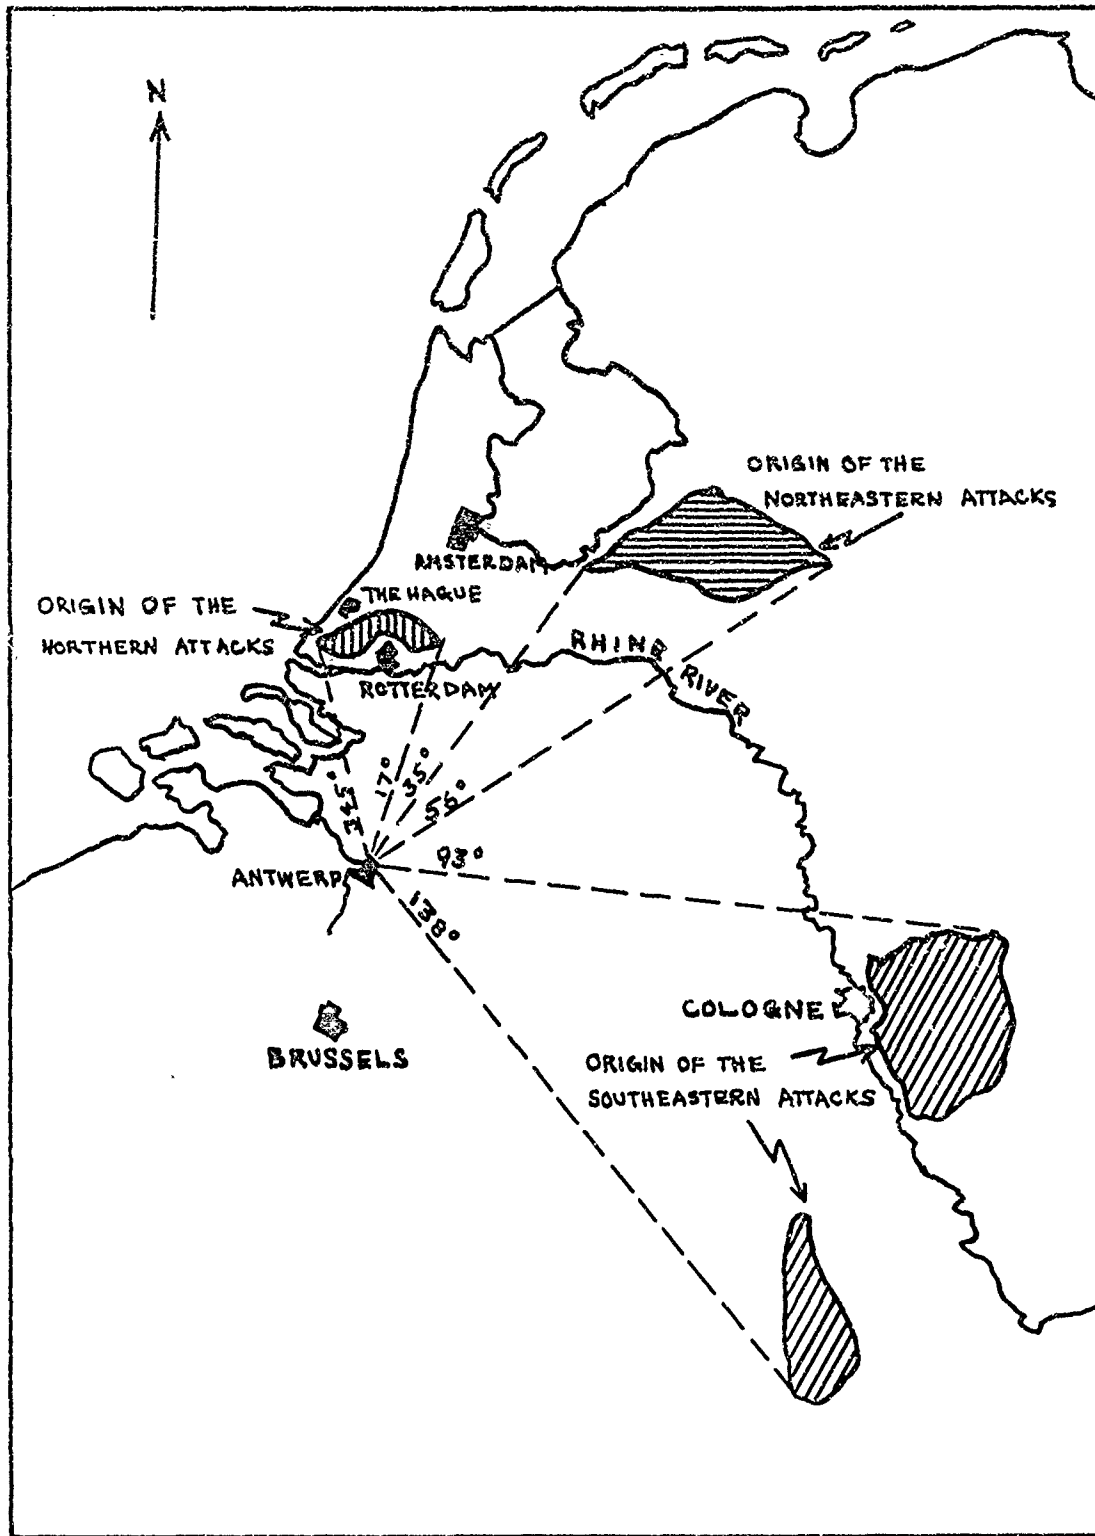 N
ORIGIN OF THE
NORTHEASTERN ATTACKS
AMSTERDAM
THE HAGUE
ORIGIN OF THE
NORTHERN ATTACKS
RHINE RIVER
ROTTERDAM
17°
35°
345°
56°
93°
ANTWERP
138°
COLOGNE
BRUSSELS
ORIGIN OF THE
SOUTHEASTERN ATTACKS